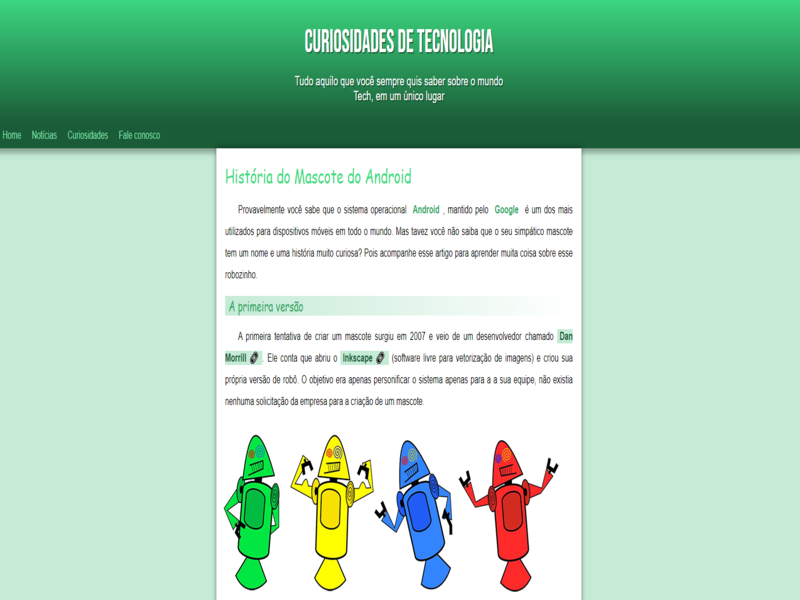 CURIOSIDADES DE TECNOLOGIA
Tudo aquilo que você sempre quis saber sobre o mundo
Tech, em um único lugar
Home Notícias Curiosidades Fale conosco
História do Mascote do Android
Provavelmente você sabe que o sistema operacional Android , mantido pelo Google é um dos mais
utilizados para dispositivos móveis em todo o mundo. Mas tavez você não saiba que o seu simpático mascote
tem um nome e uma história muito curiosa? Pois acompanhe esse artigo para aprender muita coisa sobre esse
robozinho.
A primeira versão
A primeira tentativa de criar um mascote surgiu em 2007 e veio de um desenvolvedor chamado Dan
Morrill . Ele conta que abriu o Inkscape (software livre para vetorização de imagens) e criou sua
própria versão de robô. O objetivo era apenas personificar o sistema apenas para a a sua equipe, não existia
nenhuma solicitação da empresa para a criação de um mascote.